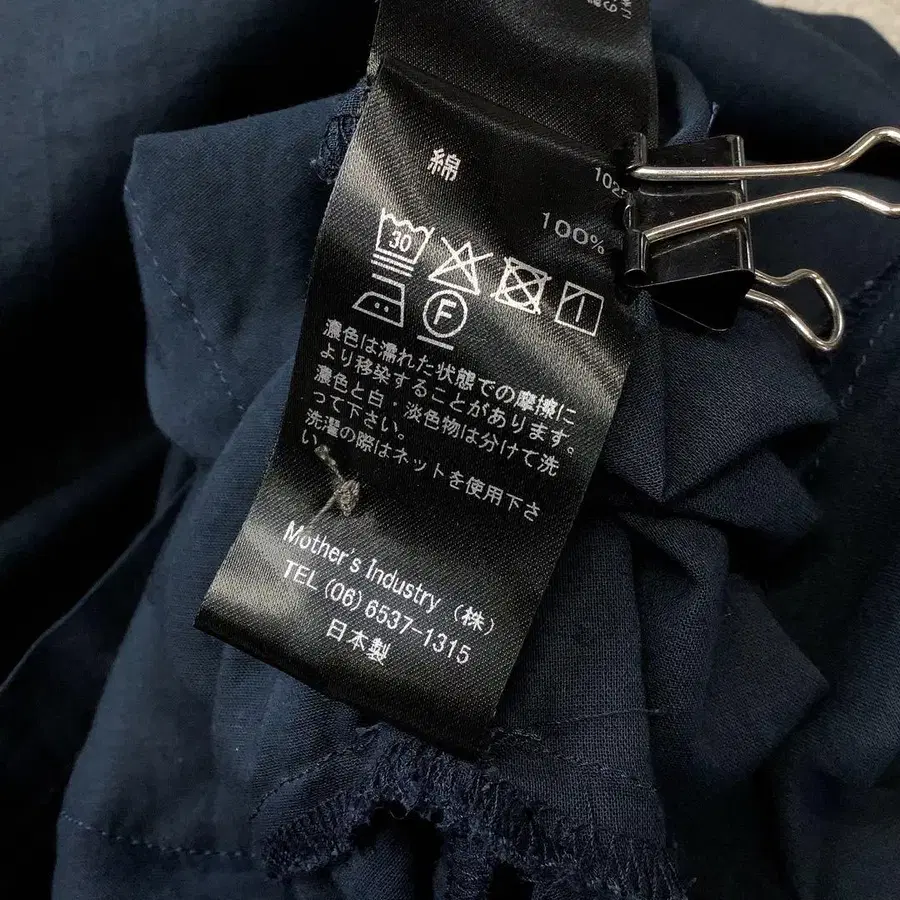 綿 100%
30
F
濃色は濡れた状態での摩擦に
より移染することがあります。
濃色と白、淡色物は分けて洗
って下さい。
洗濯の際はネットを使用下さ
い。
Mother's Industry (株)
TEL (06) 6537-1315
日本製